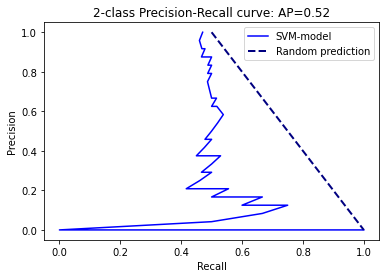 2-class Precision-Recall curve: AP=0.52
SVM-model
Random prediction
Precision
1.0
0.8
0.6
0.4
0.2
0.0
0.0 0.2 0.4 0.6 0.8 1.0
Recall